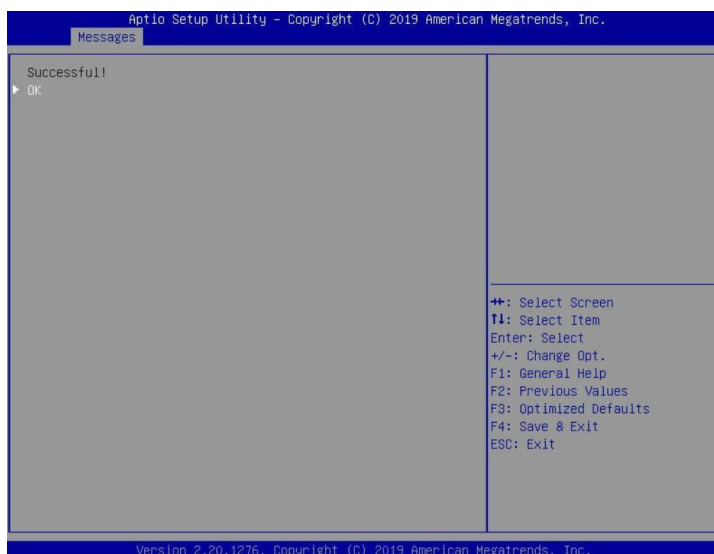 Aptio Setup Utility – Copyright (C) 2019 American Megatrends, Inc.
Messages
Successful!
▶ OK
→←: Select Screen
↑↓: Select Item
Enter: Select
+/-: Change Opt.
F1: General Help
F2: Previous Values
F3: Optimized Defaults
F4: Save & Exit
ESC: Exit
Version 2.20.1276. Copyright (C) 2019 American Megatrends, Inc.